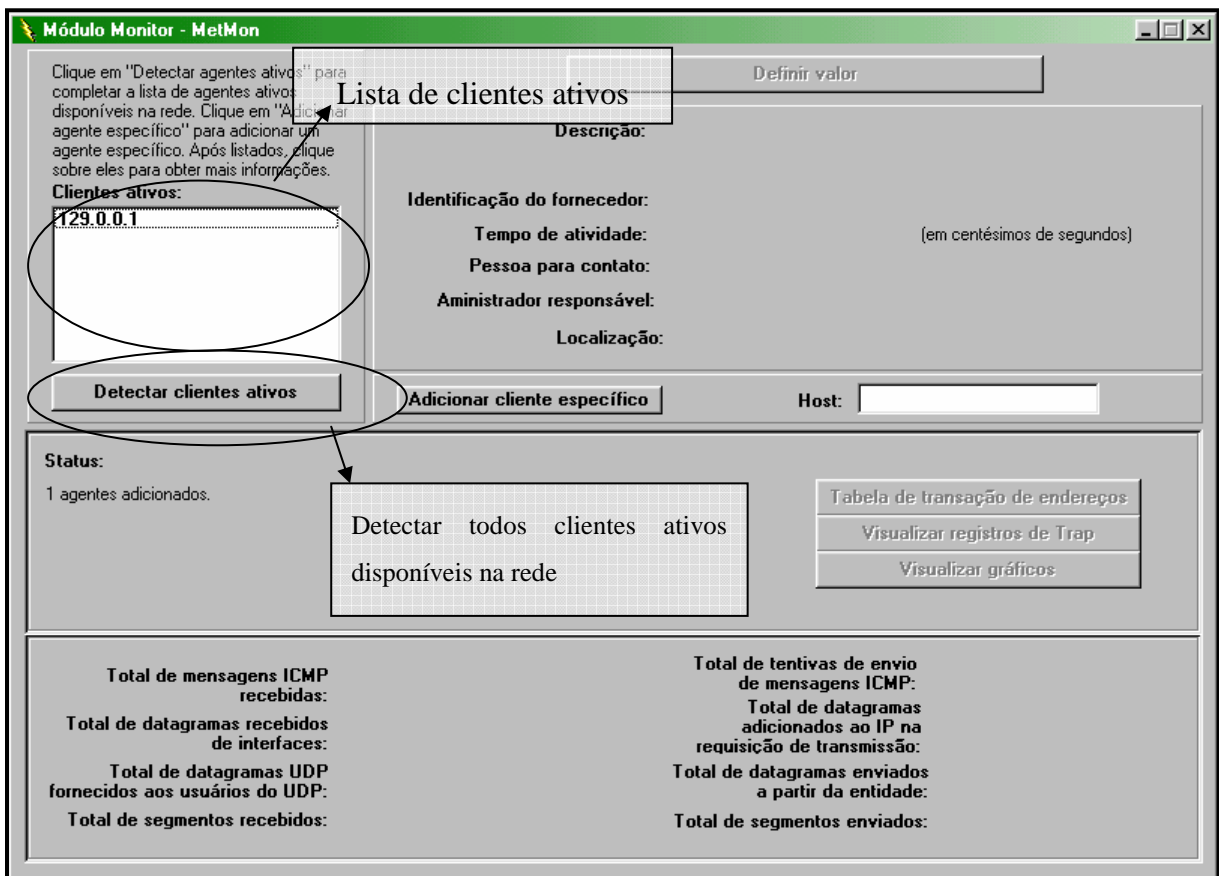 Módulo Monitor - MetMon
Clique em "Detectar agentes ativos" para
completar a lista de agentes ativos
disponíveis na rede. Clique em "Adicionar
agente específico" para adicionar um
agente específico. Após listados, clique
sobre eles para obter mais informações.
Clientes ativos:
129.0.0.1
Detectar clientes ativos
Lista de clientes ativos
Definir valor
Descrição:
Identificação do fornecedor:
Tempo de atividade:
(em centésimos de segundos)
Pessoa para contato:
Aministrador responsável:
Localização:
Adicionar cliente específico
Host:
Status:
1 agentes adicionados.
Detectar todos clientes ativos
disponíveis na rede
Tabela de transação de endereços
Visualizar registros de Trap
Visualizar gráficos
Total de mensagens ICMP
recebidas:
Total de datagramas recebidos
de interfaces:
Total de datagramas UDP
fornecidos aos usuários do UDP:
Total de segmentos recebidos:
Total de tentivas de envio
de mensagens ICMP:
Total de datagramas
adicionados ao IP na
requisição de transmissão:
Total de datagramas enviados
a partir da entidade:
Total de segmentos enviados: